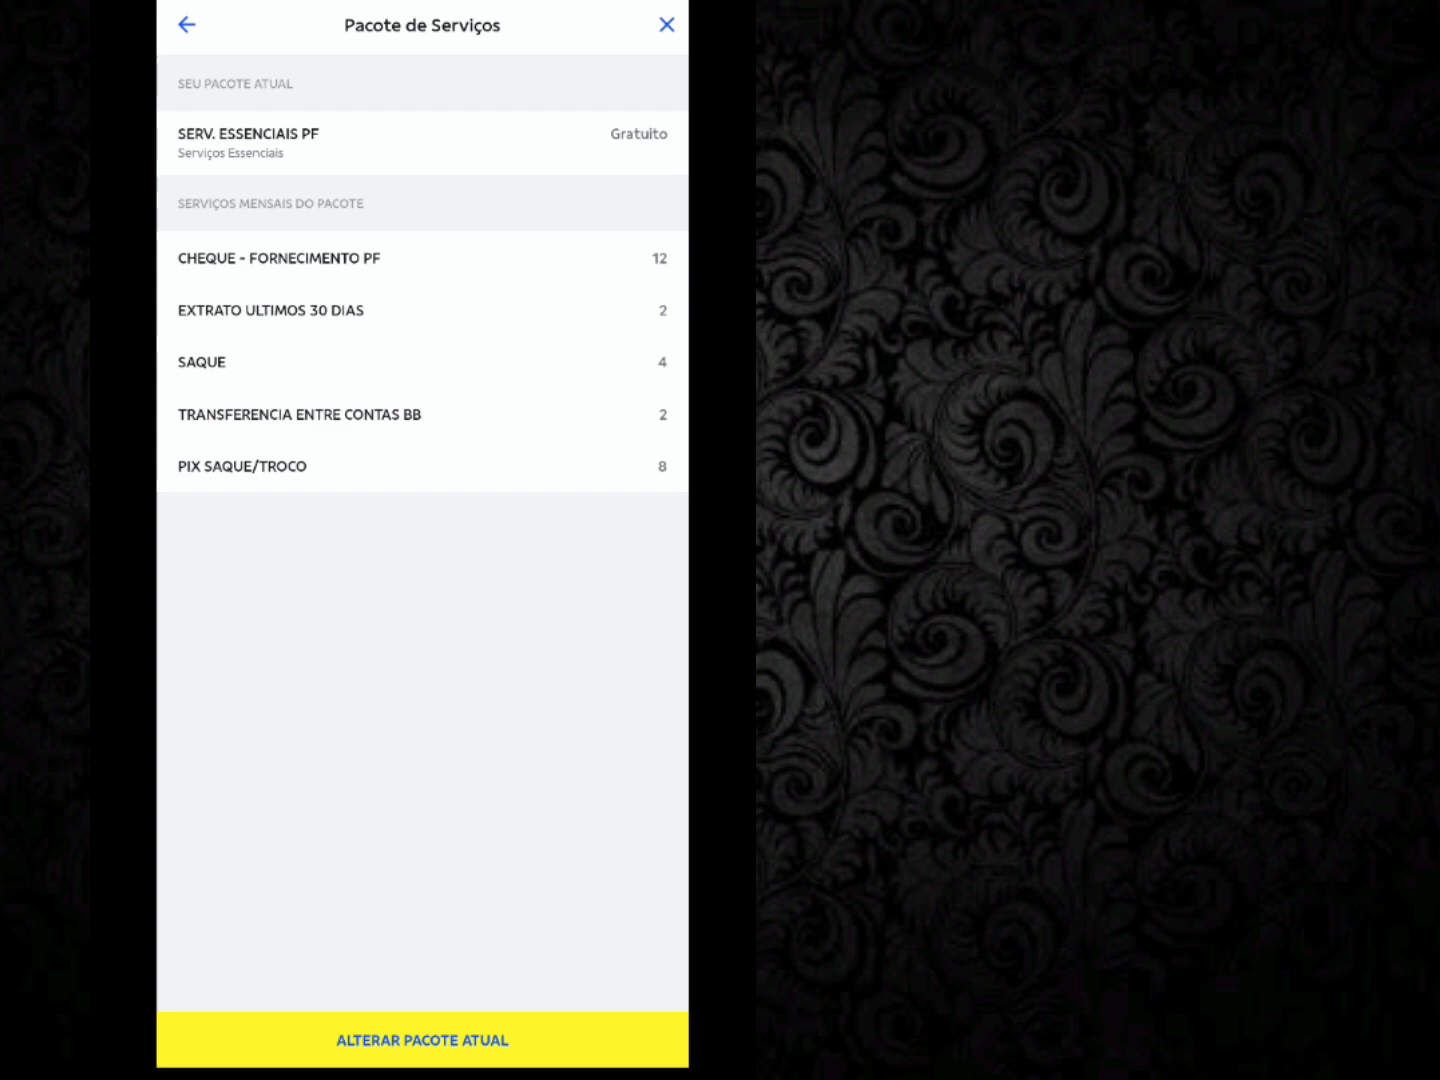 Pacote de Serviços
SEU PACOTE ATUAL
SERV. ESSENCIAIS PF Gratuito
Serviços Essenciais
SERVIÇOS MENSAIS DO PACOTE
CHEQUE - FORNECIMENTO PF 12
EXTRATO ULTIMOS 30 DIAS 2
SAQUE 4
TRANSFERENCIA ENTRE CONTAS BB 2
PIX SAQUE/TROCO 8
ALTERAR PACOTE ATUAL